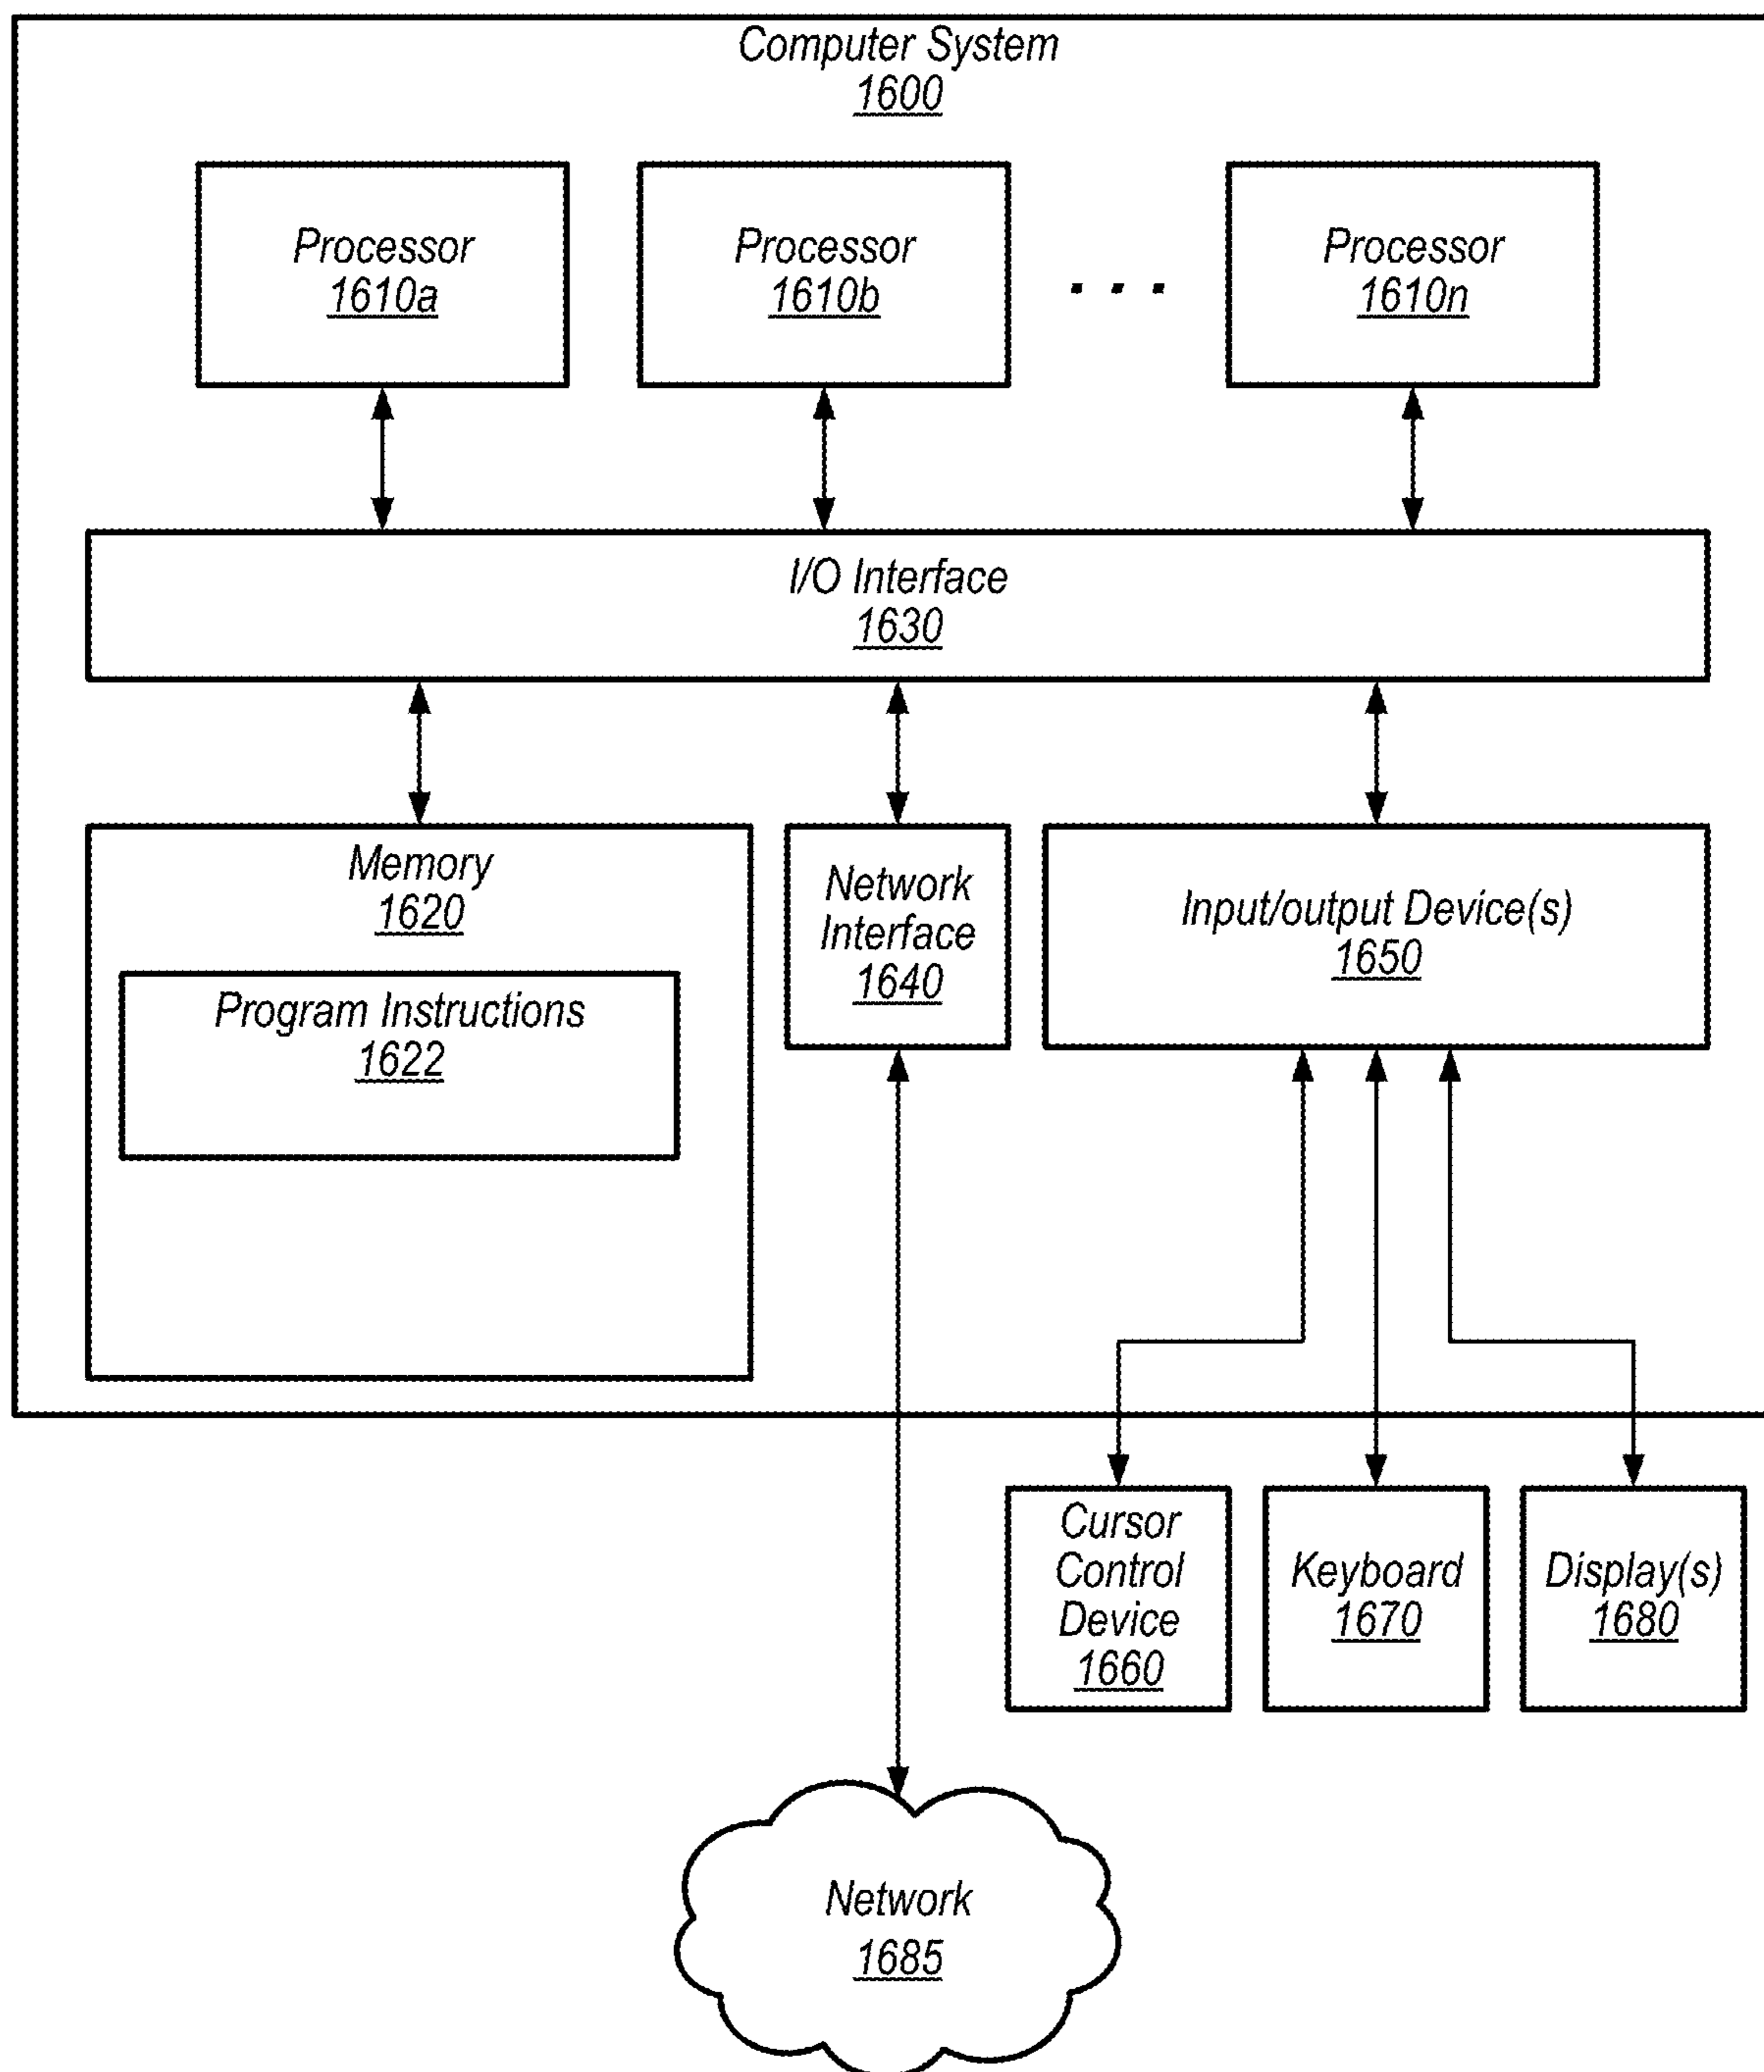 Computer System
1600
Processor
1610a
Processor
1610b
. . .
Processor
1610n
I/O Interface
1630
Memory
1620
Program Instructions
1622
Network
Interface
1640
Input/output Device(s)
1650
Cursor
Control
Device
1660
Keyboard
1670
Display(s)
1680
Network
1685